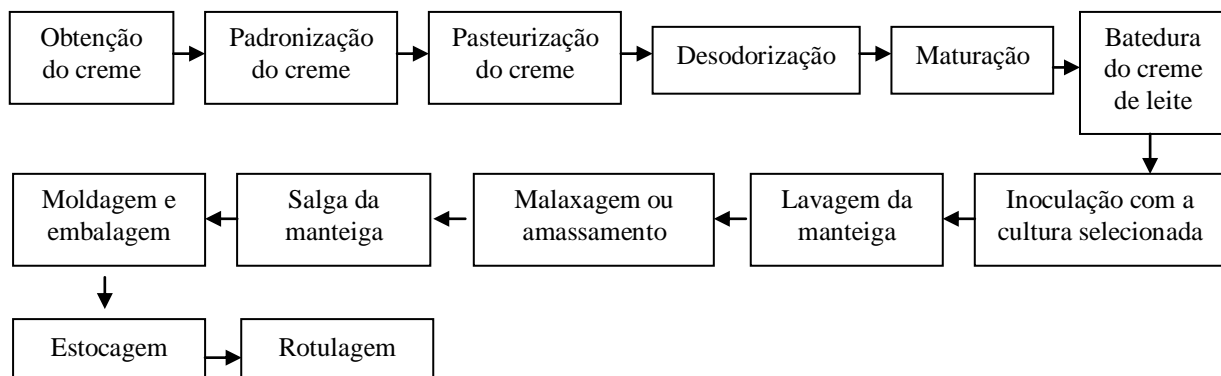 Obtenção
do creme
Padronização
do creme
Pasteurização
do creme
Desodorização
Maturação
Batedura
do creme
de leite
Inoculação com a
cultura selecionada
Lavagem da
manteiga
Malaxagem ou
amassamento
Salga da
manteiga
Moldagem e
embalagem
Estocagem
Rotulagem